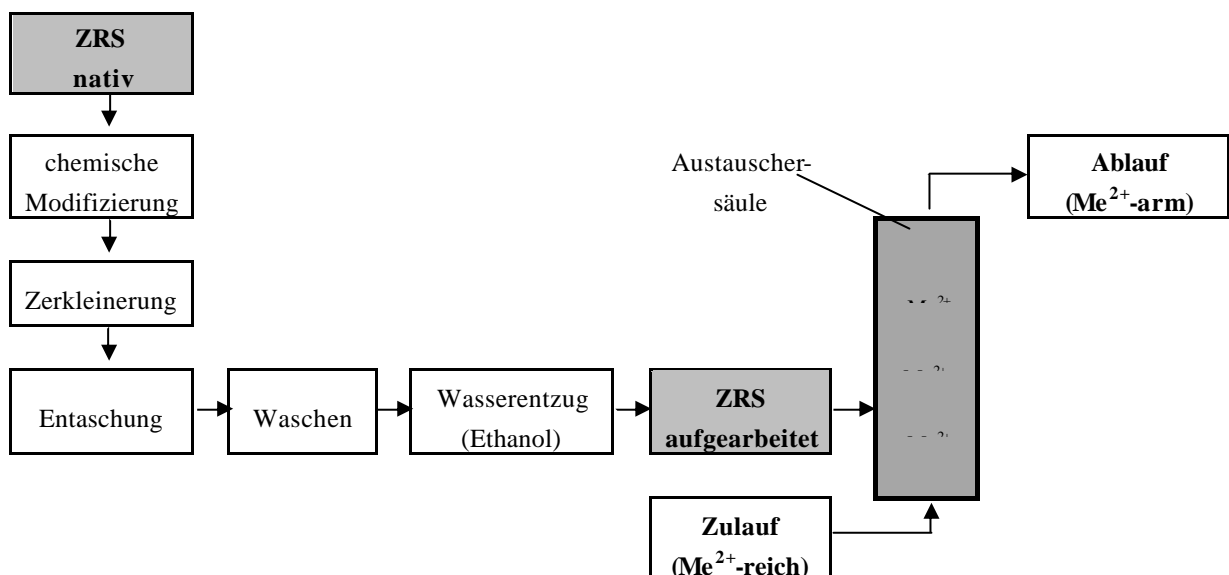 ZRS
nativ
chemische
Modifizierung
Zerkleinerung
Entaschung
Waschen
Wasserentzug
(Ethanol)
ZRS
aufgearbeitet
Austauscher-
säule
Ablauf
(Me²⁺-arm)
Zulauf
(Me²⁺-reich)